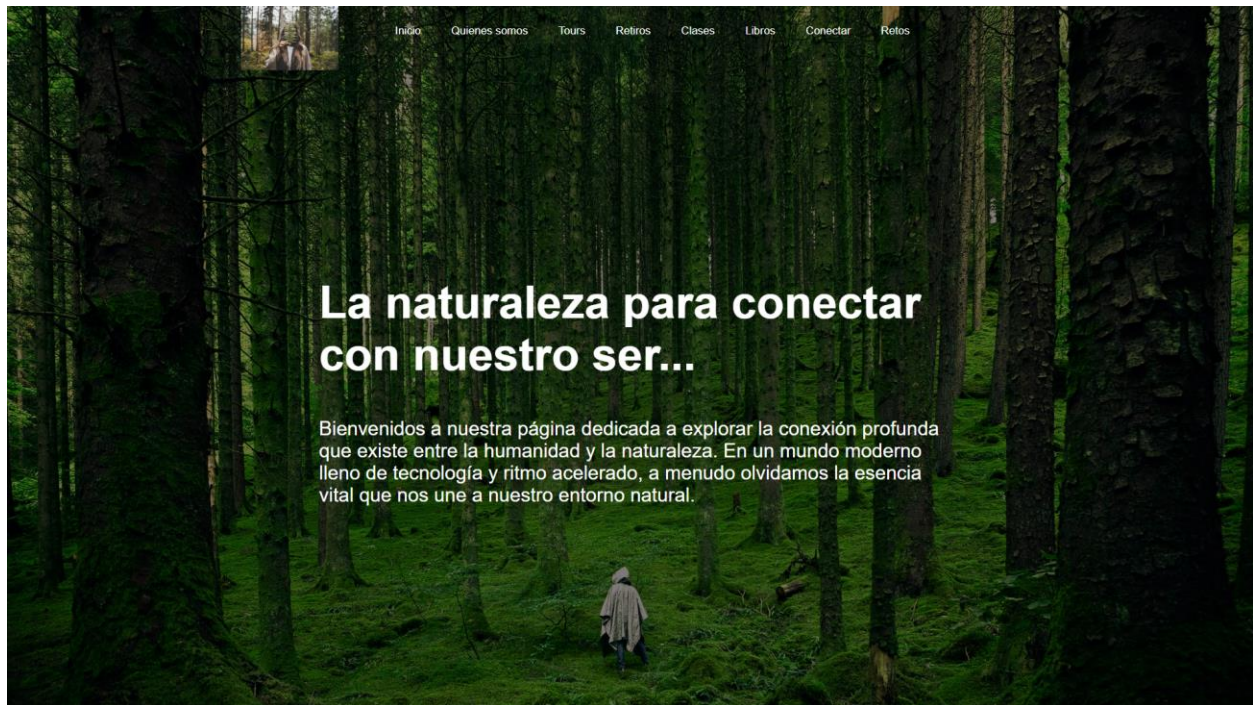 Inicio Quienes somos Tours Retiros Clases Libros Conectar Retos
La naturaleza para conectar
con nuestro ser...
Bienvenidos a nuestra página dedicada a explorar la conexión profunda
que existe entre la humanidad y la naturaleza. En un mundo moderno
lleno de tecnología y ritmo acelerado, a menudo olvidamos la esencia
vital que nos une a nuestro entorno natural.